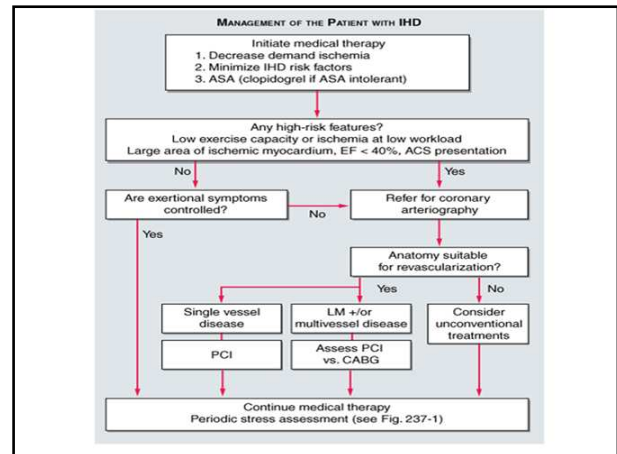 MANAGEMENT OF THE PATIENT WITH IHD
Initiate medical therapy
1. Decrease demand ischemia
2. Minimize IHD risk factors
3. ASA (clopidogrel if ASA intolerant)
Any high-risk features?
Low exercise capacity or ischemia at low workload
Large area of ischemic myocardium, EF < 40%, ACS presentation
No
Yes
Are exertional symptoms
controlled?
No
Refer for coronary
arteriography
Yes
Anatomy suitable
for revascularization?
Yes
No
Single vessel
disease
LM +/or
multivessel disease
Consider
unconventional
treatments
PCI
Assess PCI
vs. CABG
Continue medical therapy
Periodic stress assessment (see Fig. 237-1)